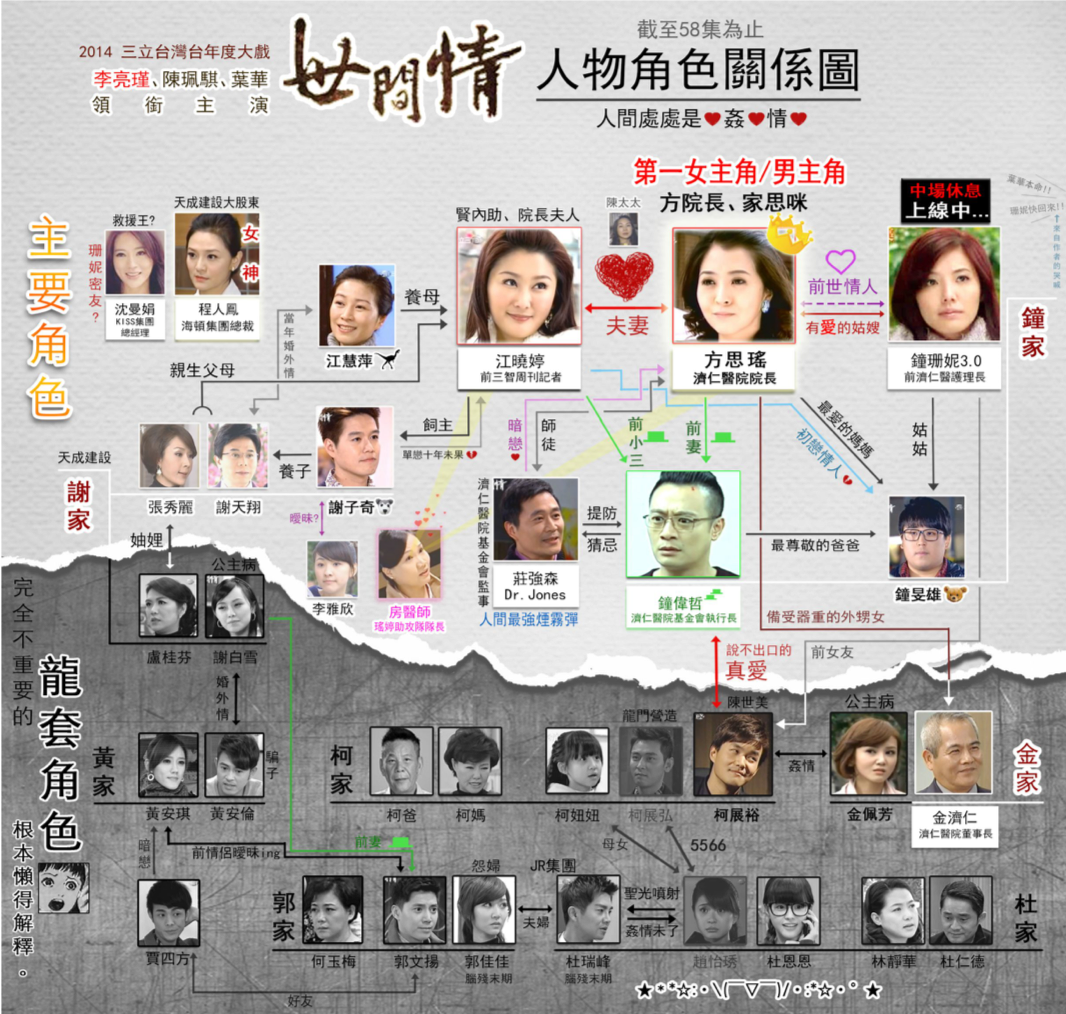 2014 三立台灣台年度大戲
李亮瑾、陳珮騏、葉華
領銜主演
世間情
截至58集為止
人物角色關係圖
人間處處是❤姦❤情❤
第一女主角/男主角
方院長、家思咪
中場休息
上線中...
葉華本命!!
珊妮快回來!!
↑來自作者的哭喊
主要角色
救援王?
珊妮密友?
沈曼娟
KISS集團
總經理
天成建設大股東
女神
程人鳳
海頓集團總裁
當年婚外情
江慧萍
養母
賢內助、院長夫人
江曉婷
前三智周刊記者
陳太太
夫妻
方思瑤
濟仁醫院院長
前世情人
有愛的姑嫂
鐘珊妮3.0
前濟仁醫護理長
鐘家
親生父母
天成建設
謝家
張秀麗
謝天翔
養子
謝子奇
飼主
單戀十年未果
曖昧?
李雅欣
房醫師
瑤婷助攻隊隊長
暗戀
師徒
濟仁醫院基金會監事
莊強森
Dr.Jones
人間最強煙霧彈
提防
猜忌
前小三
前妻
鐘偉哲
濟仁醫院基金會執行長
最愛的媽媽
初戀情人
姑姑
最尊敬的爸爸
鐘旻雄
備受器重的外甥女
前女友
說不出口的
真愛
妯娌
公主病
盧桂芬
謝白雪
婚外情
完全不重要的
龍套角色
根本懶得解釋。
黃家
騙子
黃安琪
黃安倫
柯家
柯爸
柯媽
龍門營造
柯妞妞
柯展弘
陳世美
柯展裕
姦情
公主病
金佩芳
金濟仁
濟仁醫院董事長
金家
暗戀
前情侶曖昧ing
前妻
母女
5566
賈四方
好友
郭家
何玉梅
郭文揚
怨婦
郭佳佳
腦殘末期
夫婦
JR集團
杜瑞峰
腦殘末期
聖光噴射
姦情未了
趙怡琇
杜恩恩
林靜華
杜仁德
杜家
★*°*☆:・\(￣▽￣)/・:*☆・°★